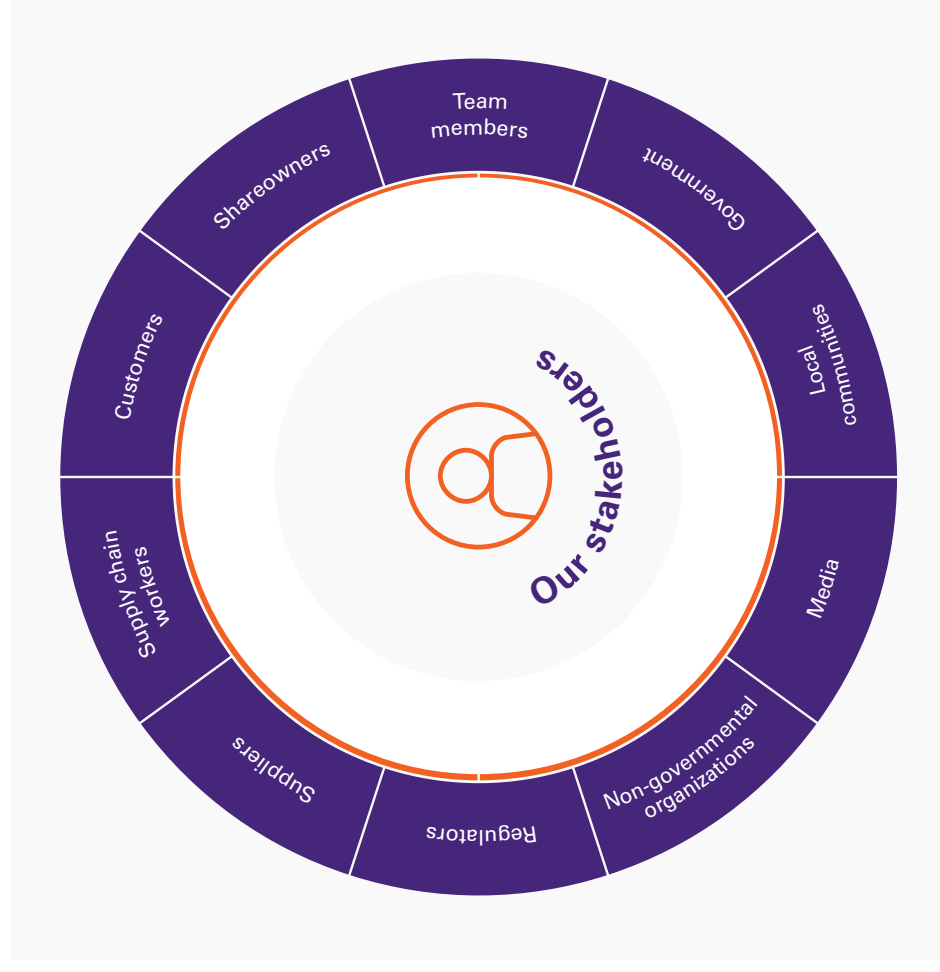 Team
members
Government
Local
communities
Media
Non-governmental
organizations
Regulators
Suppliers
Supply chain
workers
Customers
Shareowners
Our stakeholders